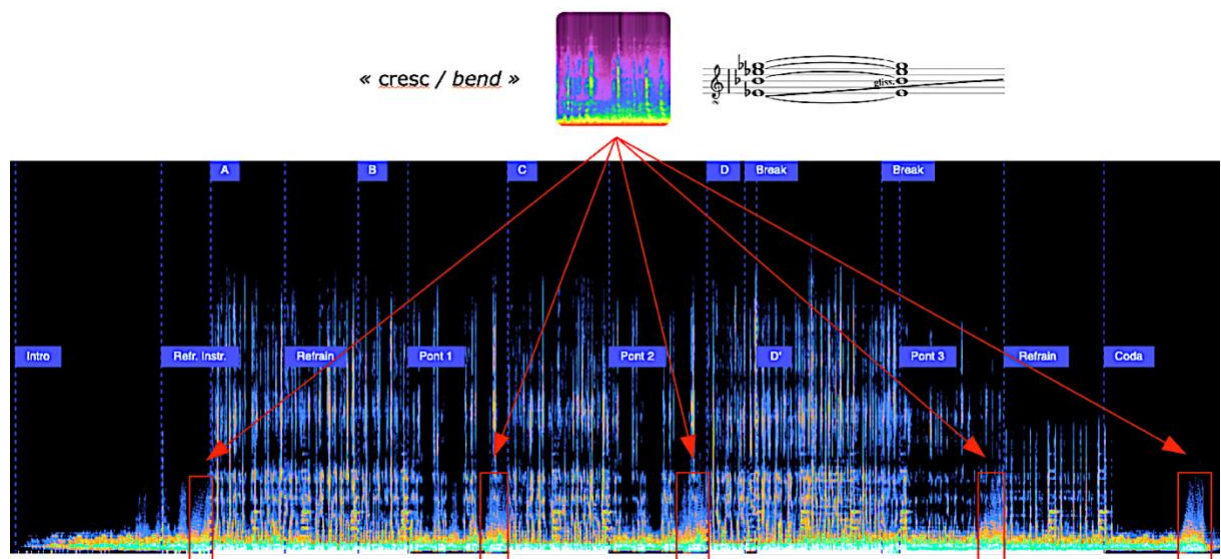 « cresc / bend »
gliss.
A
B
C
D
Break
Break
Intro
Refr. Instr.
Refrain
Pont 1
Pont 2
D'
Pont 3
Refrain
Coda